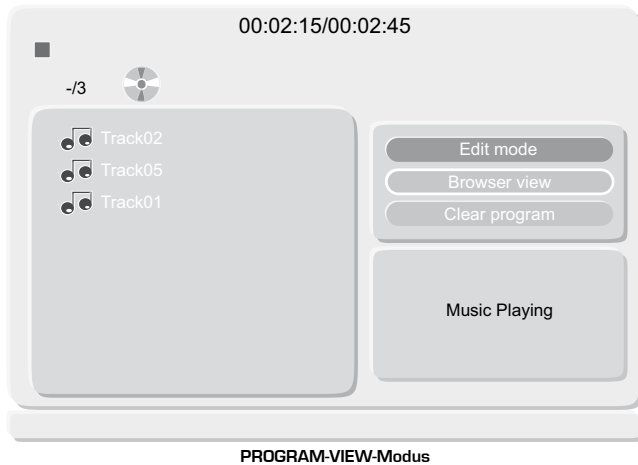 00:02:15/00:02:45
-/3
Track02
Track05
Track01
Edit mode
Browser view
Clear program
Music Playing
PROGRAM-VIEW-Modus